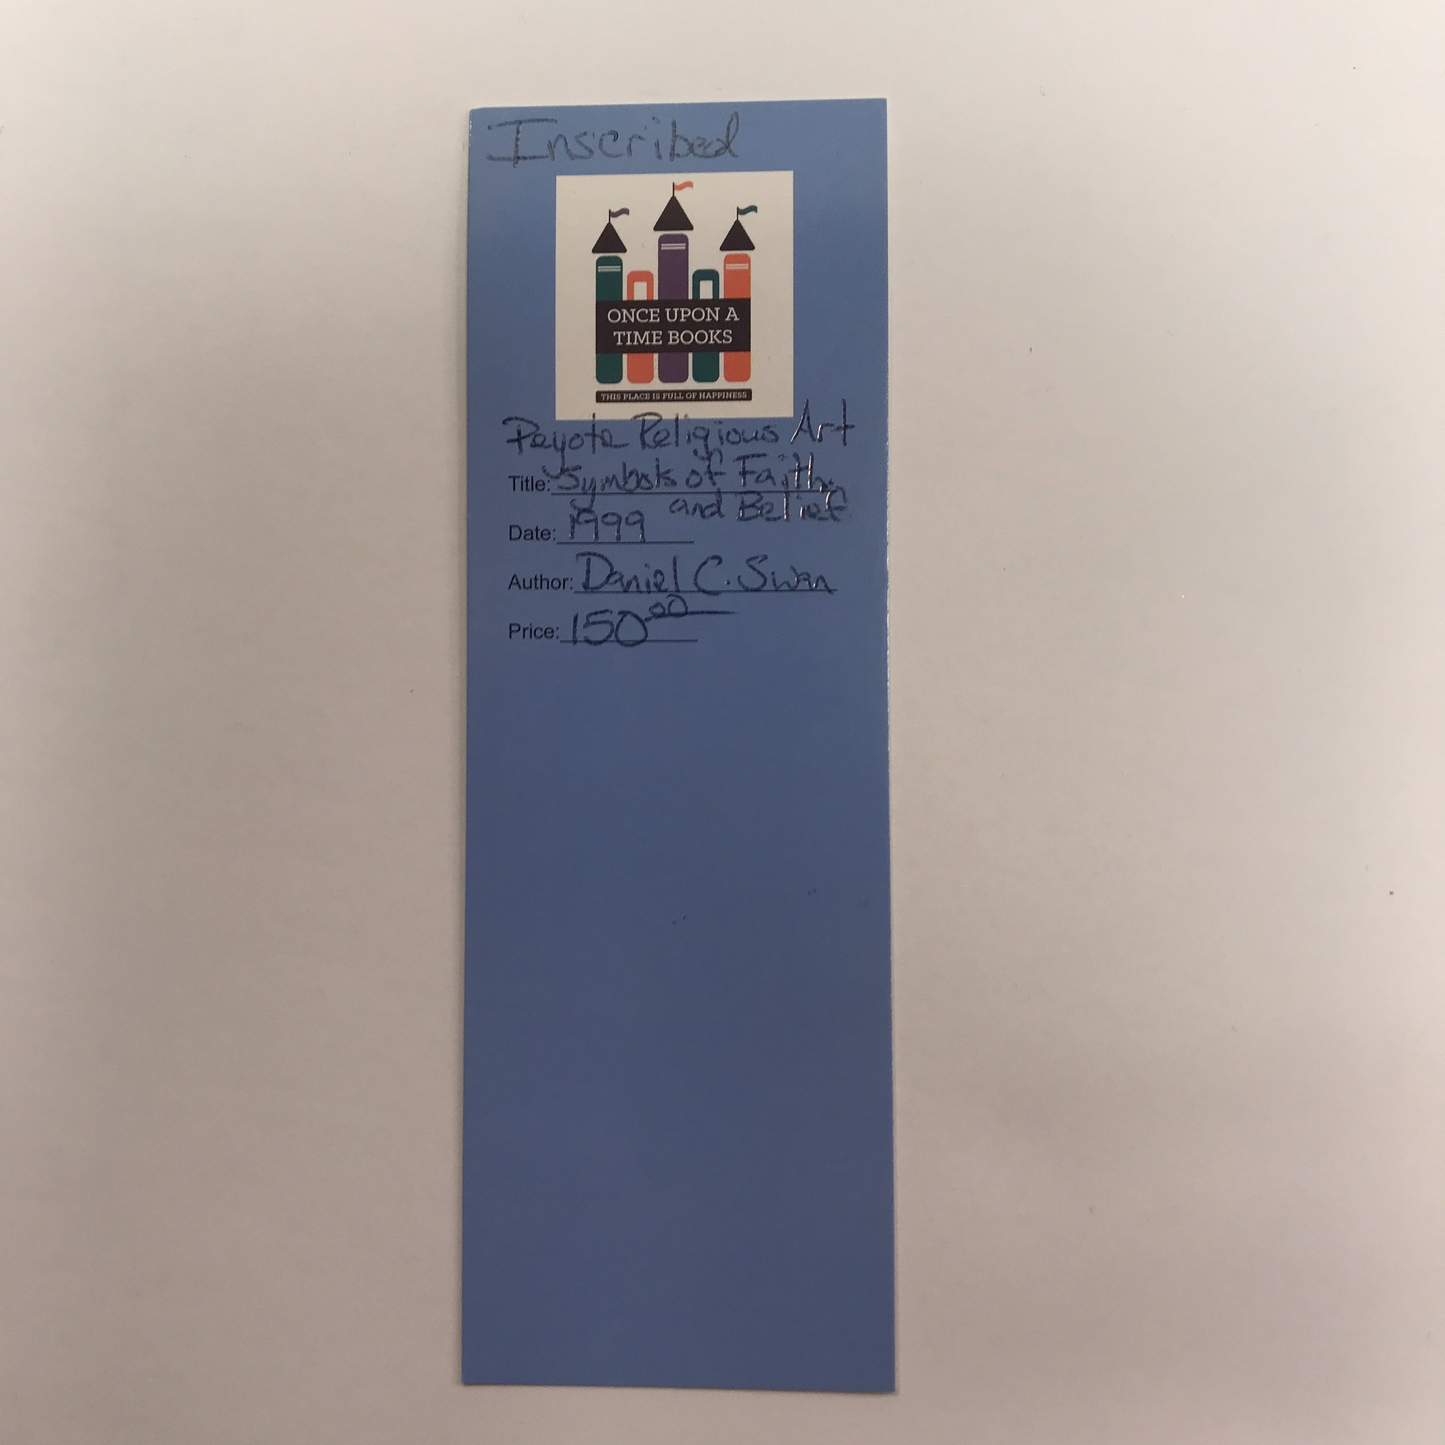 Inscribed
ONCE UPON A
TIME BOOKS
THIS PLACE IS FULL OF HAPPINESS
Peyote Religious Art
Title: Symbols of Faith
and Belief
Date: 1999
Author: Daniel C. Swan
Price: 150.00